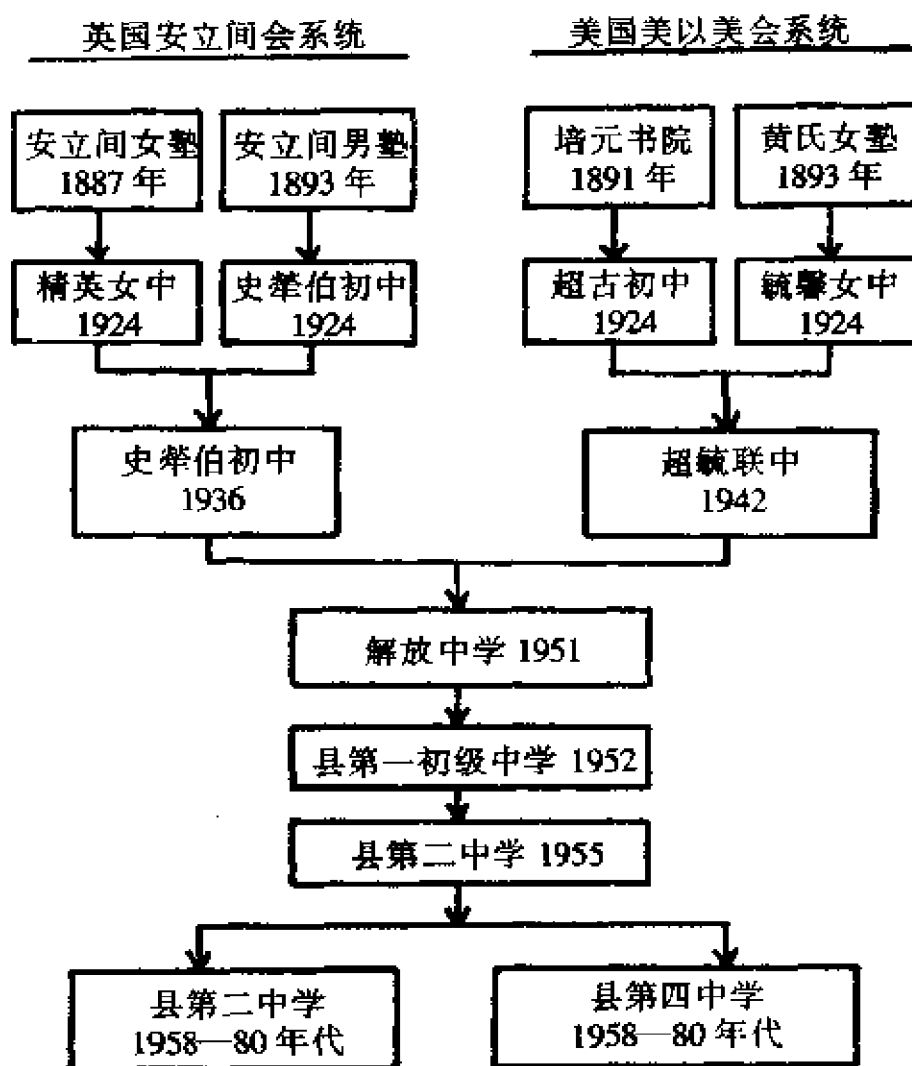 英国安立间会系统
美国美以美会系统
安立间女塾
1887 年
安立间男塾
1893 年
培元书院
1891 年
黄氏女塾
1893 年
精英女中
1924
史荦伯初中
1924
超古初中
1924
毓馨女中
1924
史荦伯初中
1936
超毓联中
1942
解放中学 1951
县第一初级中学 1952
县第二中学 1955
县第二中学
1958—80 年代
县第四中学
1958—80 年代